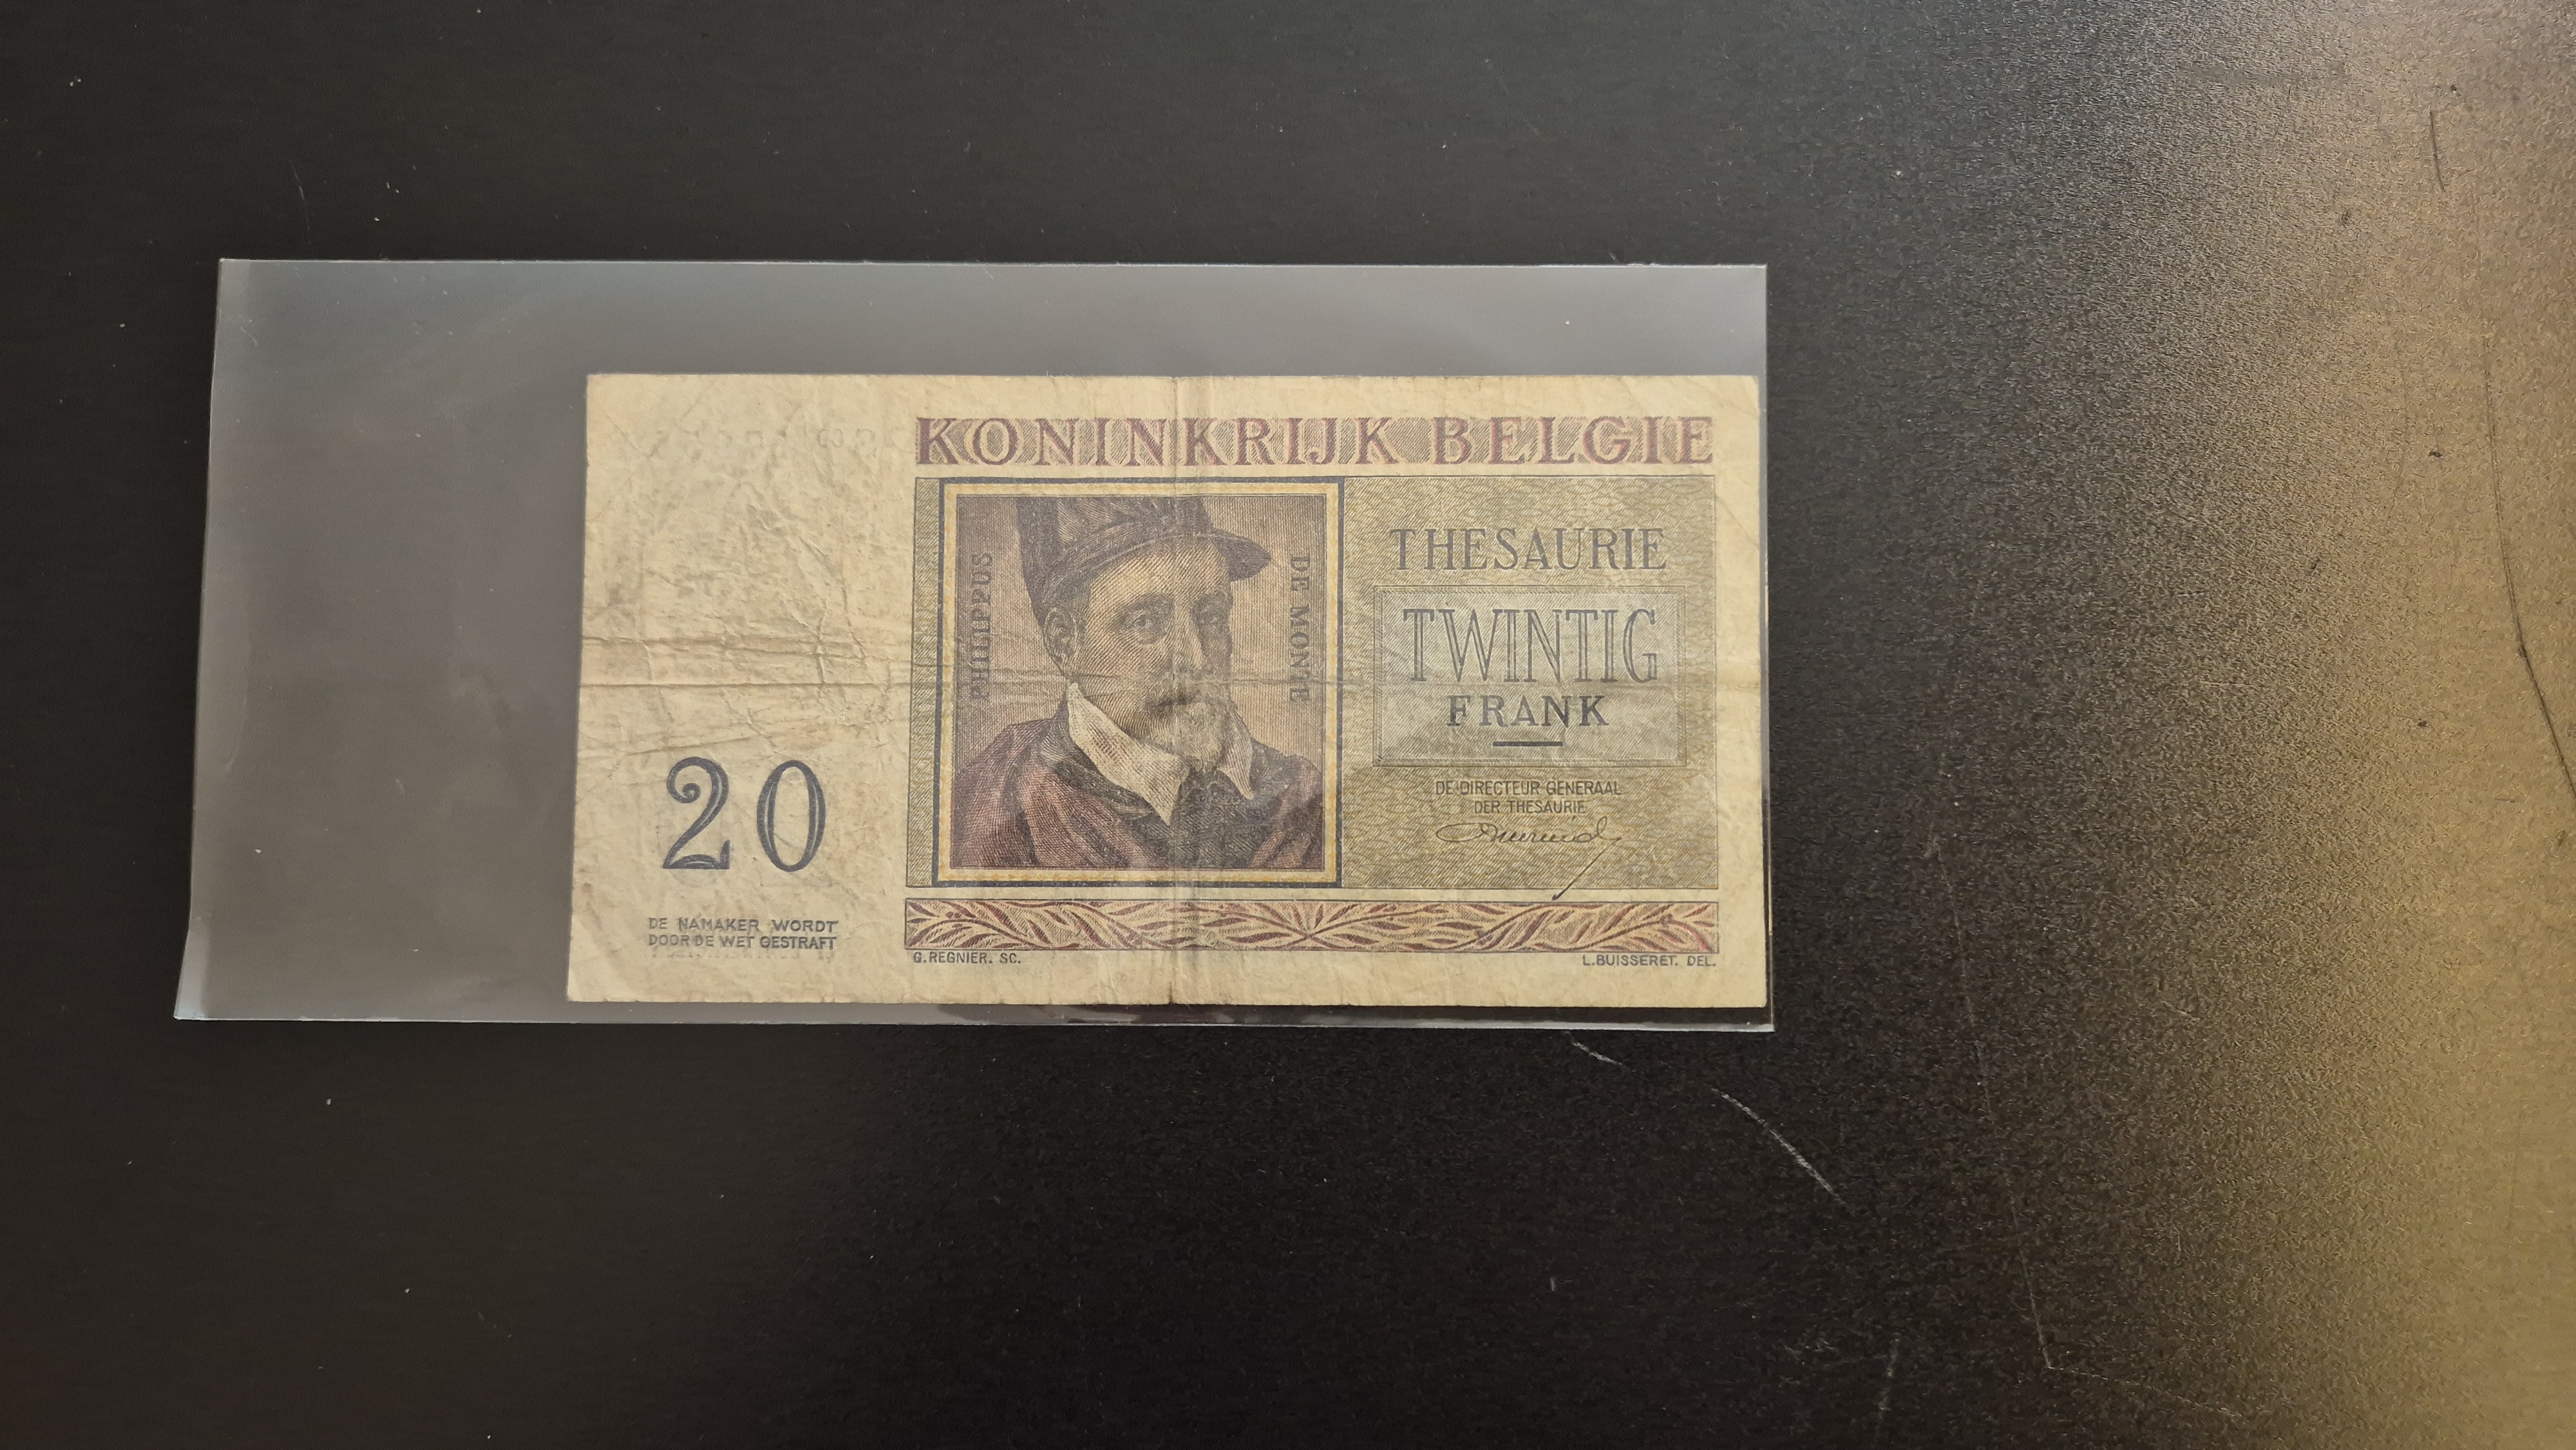 KONINKRIJK BELGIE
PHILIPPUS
DE MONTE
THESAURIE
TWINTIG
FRANK
DE DIRECTEUR GENERAAL
DER THESAURIE
20
DE NAMAKER WORDT
DOOR DE WET GESTRAFT
G.REGNIER. SC.
L.BUISSERET. DEL.